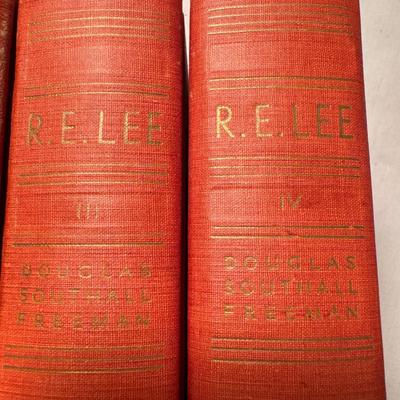 R. E. LEE
III
DOUGLAS
SOUTHALL
FREEMAN
R. E. LEE
IV
DOUGLAS
SOUTHALL
FREEMAN